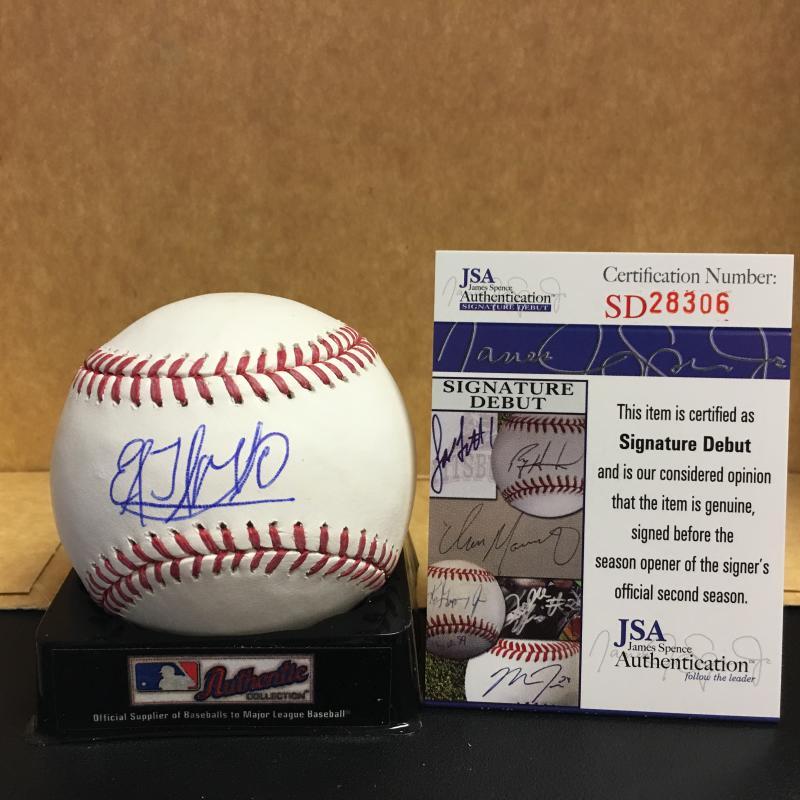 JSA
James Spence
Authentication
SIGNATURE DEBUT
Certification Number:
SD28306
SIGNATURE
DEBUT
This item is certified as
Signature Debut
and is our considered opinion
that the item is genuine,
signed before the
season opener of the signer's
official second season.
JSA
James Spence
Authentication
follow the leader
Authentic
COLLECTION
Official Supplier of Baseballs to Major League Baseball